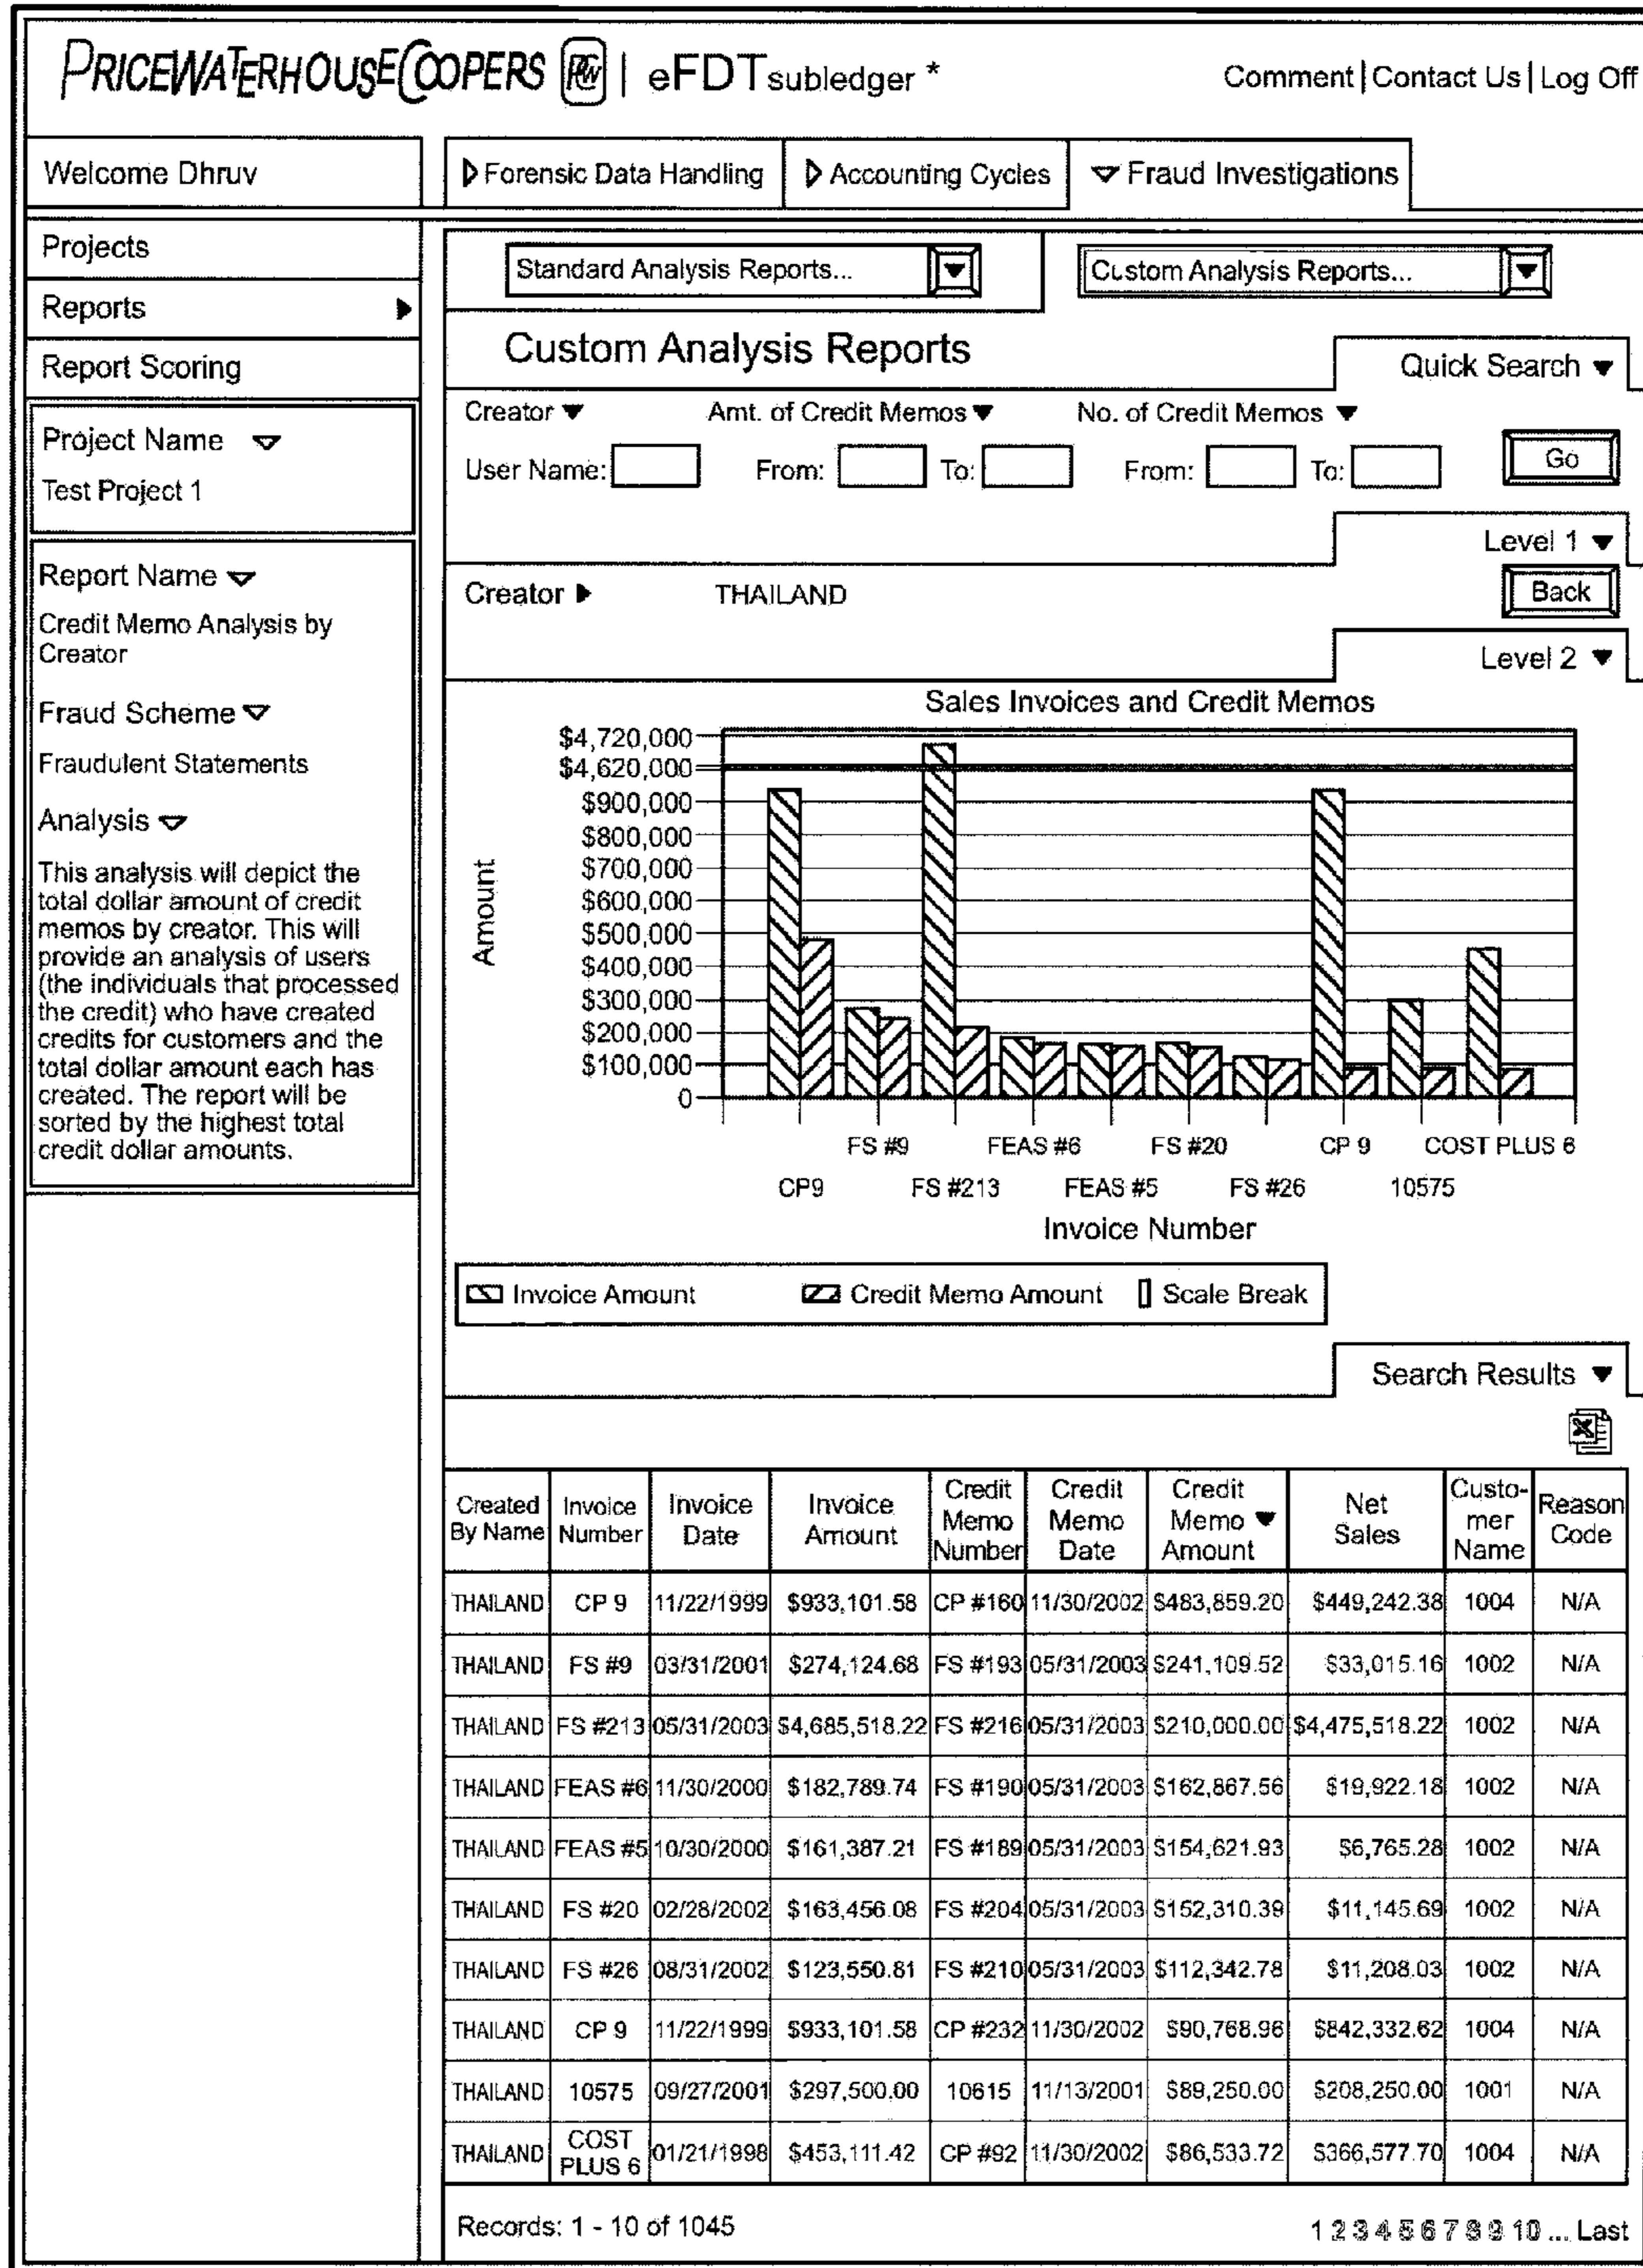 PRICEWATERHOUSECOOPERS PwC | eFDT subledger *
Comment | Contact Us | Log Off
Welcome Dhruv
Forensic Data Handling
Accounting Cycles
Fraud Investigations
Projects
Reports
Report Scoring
Project Name
Test Project 1
Report Name
Credit Memo Analysis by
Creator
Fraud Scheme
Fraudulent Statements
Analysis
This analysis will depict the
total dollar amount of credit
memos by creator. This will
provide an analysis of users
(the individuals that processed
the credit) who have created
credits for customers and the
total dollar amount each has
created. The report will be
sorted by the highest total
credit dollar amounts.
Standard Analysis Reports...
Custom Analysis Reports...
Custom Analysis Reports
Quick Search
Creator Amt. of Credit Memos No. of Credit Memos
User Name: From: To: From: To: Go
Level 1
Creator THAILAND Back
Level 2
Sales Invoices and Credit Memos
Amount
$4,720,000
$4,620,000
$900,000
$800,000
$700,000
$600,000
$500,000
$400,000
$300,000
$200,000
$100,000
0
FS #9 FEAS #6 FS #20 CP 9 COST PLUS 6
CP9 FS #213 FEAS #5 FS #26 10575
Invoice Number
Invoice Amount Credit Memo Amount Scale Break
Search Results
Created By Name Invoice Number Invoice Date Invoice Amount Credit Memo Number Credit Memo Date Credit Memo Amount Net Sales Custo-mer Name Reason Code
THAILAND CP 9 11/22/1999 $933,101.58 CP #160 11/30/2002 $483,859.20 $449,242.38 1004 N/A
THAILAND FS #9 03/31/2001 $274,124.68 FS #193 05/31/2003 $241,109.52 $33,015.16 1002 N/A
THAILAND FS #213 05/31/2003 $4,685,518.22 FS #216 05/31/2003 $210,000.00 $4,475,518.22 1002 N/A
THAILAND FEAS #6 11/30/2000 $182,789.74 FS #190 05/31/2003 $162,867.56 $19,922.18 1002 N/A
THAILAND FEAS #5 10/30/2000 $161,387.21 FS #189 05/31/2003 $154,621.93 $6,765.28 1002 N/A
THAILAND FS #20 02/28/2002 $163,456.08 FS #204 05/31/2003 $152,310.39 $11,145.69 1002 N/A
THAILAND FS #26 08/31/2002 $123,550.81 FS #210 05/31/2003 $112,342.78 $11,208.03 1002 N/A
THAILAND CP 9 11/22/1999 $933,101.58 CP #232 11/30/2002 $90,768.96 $842,332.62 1004 N/A
THAILAND 10575 09/27/2001 $297,500.00 10615 11/13/2001 $89,250.00 $208,250.00 1001 N/A
THAILAND COST PLUS 6 01/21/1998 $453,111.42 CP #92 11/30/2002 $86,533.72 $366,577.70 1004 N/A
Records: 1 - 10 of 1045
1 2 3 4 5 6 7 8 9 10 ... Last